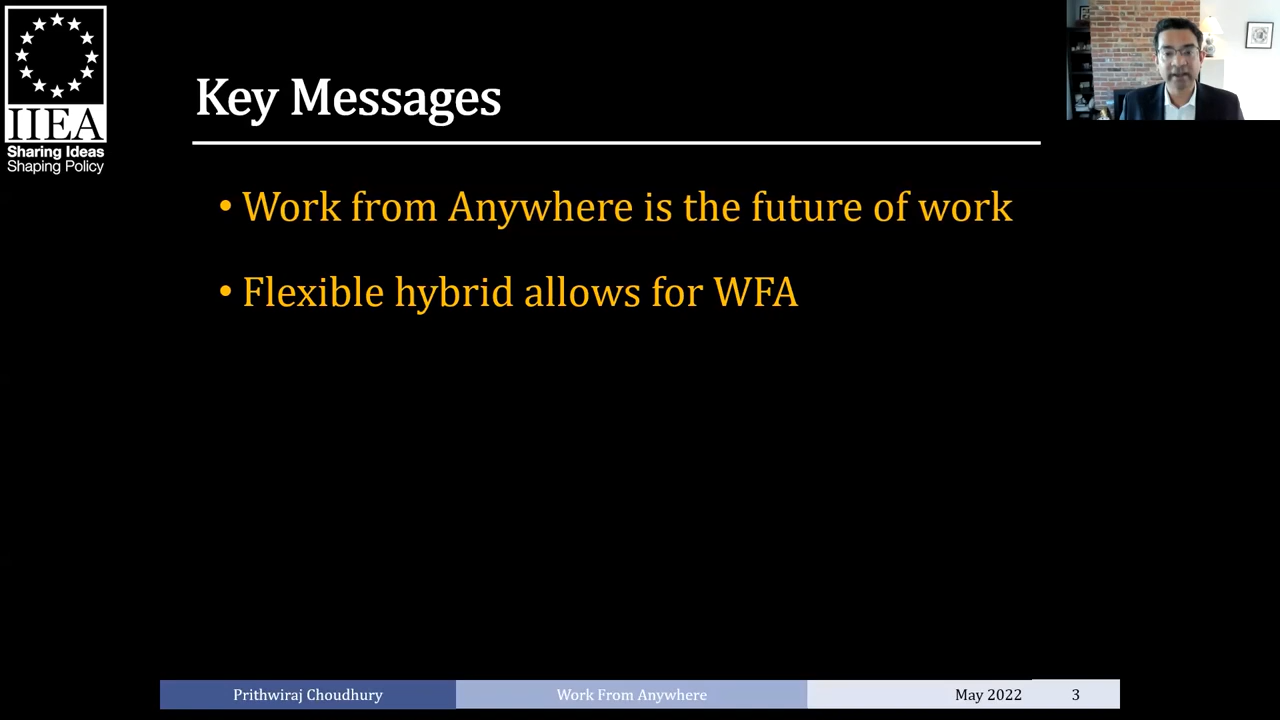 IIEA
Sharing Ideas
Shaping Policy
Key Messages
• Work from Anywhere is the future of work
• Flexible hybrid allows for WFA
Prithwiraj Choudhury
Work From Anywhere
May 2022
3